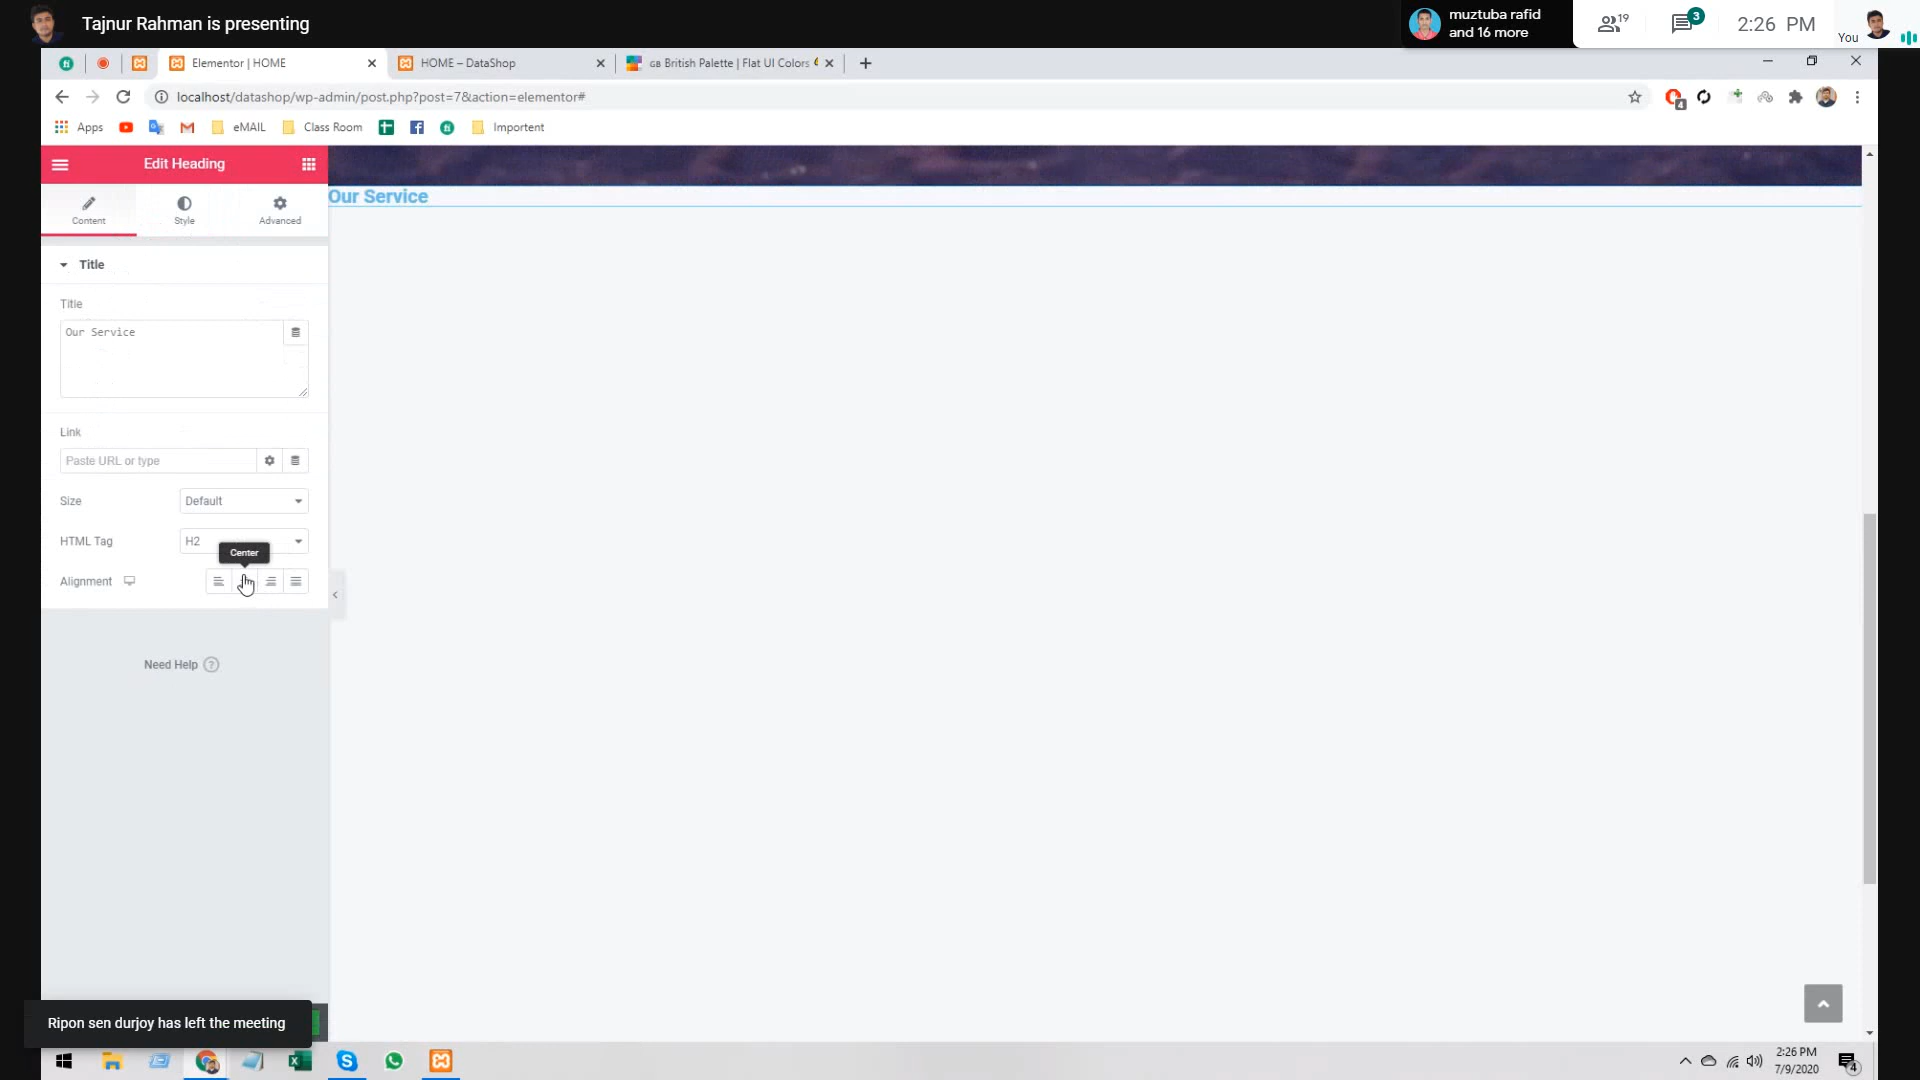 Tajnur Rahman is presenting
muztuba rafid
and 16 more
19
3
2:26 PM
You
Elementor | HOME
HOME – DataShop
GB British Palette | Flat UI Colors
localhost/datashop/wp-admin/post.php?post=7&action=elementor#
4
Apps
eMAIL
Class Room
Importent
Edit Heading
Content
Style
Advanced
Our Service
Title
Title
Our Service
Link
Paste URL or type
Size
Default
HTML Tag
H2
Center
Alignment
Need Help ?
Ripon sen durjoy has left the meeting
2:26 PM
7/9/2020
4